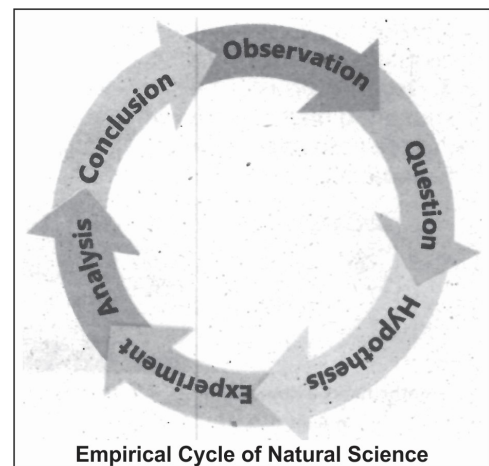 Observation
Question
Hypothesis
Experiment
Analysis
Conclusion
Empirical Cycle of Natural Science